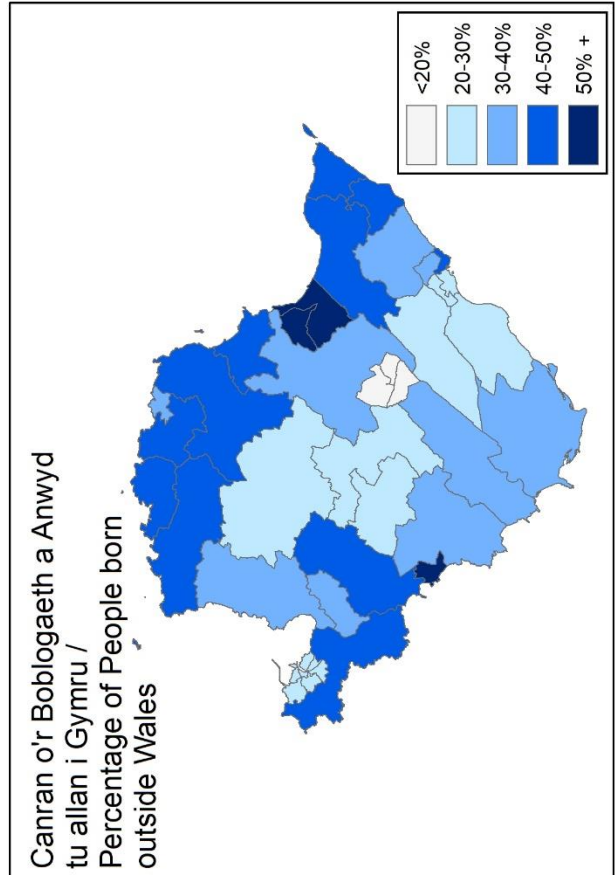 Canran o'r Boblogaeth a Anwyd
tu allan i Gymru /
Percentage of People born
outside Wales
<20%
20-30%
30-40%
40-50%
50% +